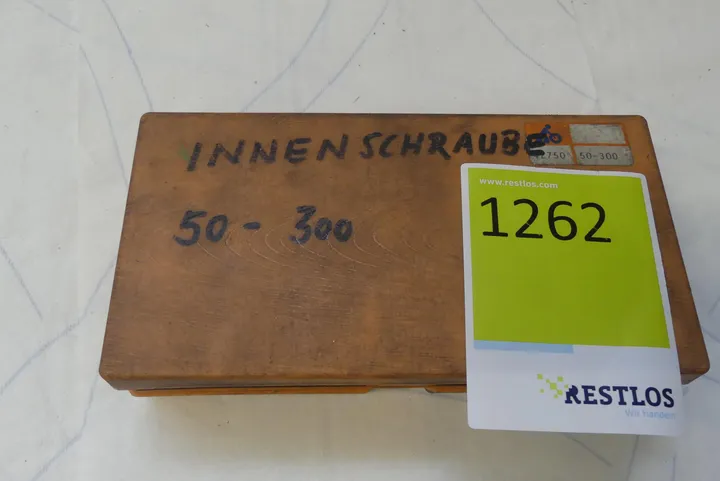 INNENSCHRAUBE
50-300
50 - 300
www.restlos.com
1262
RESTLOS